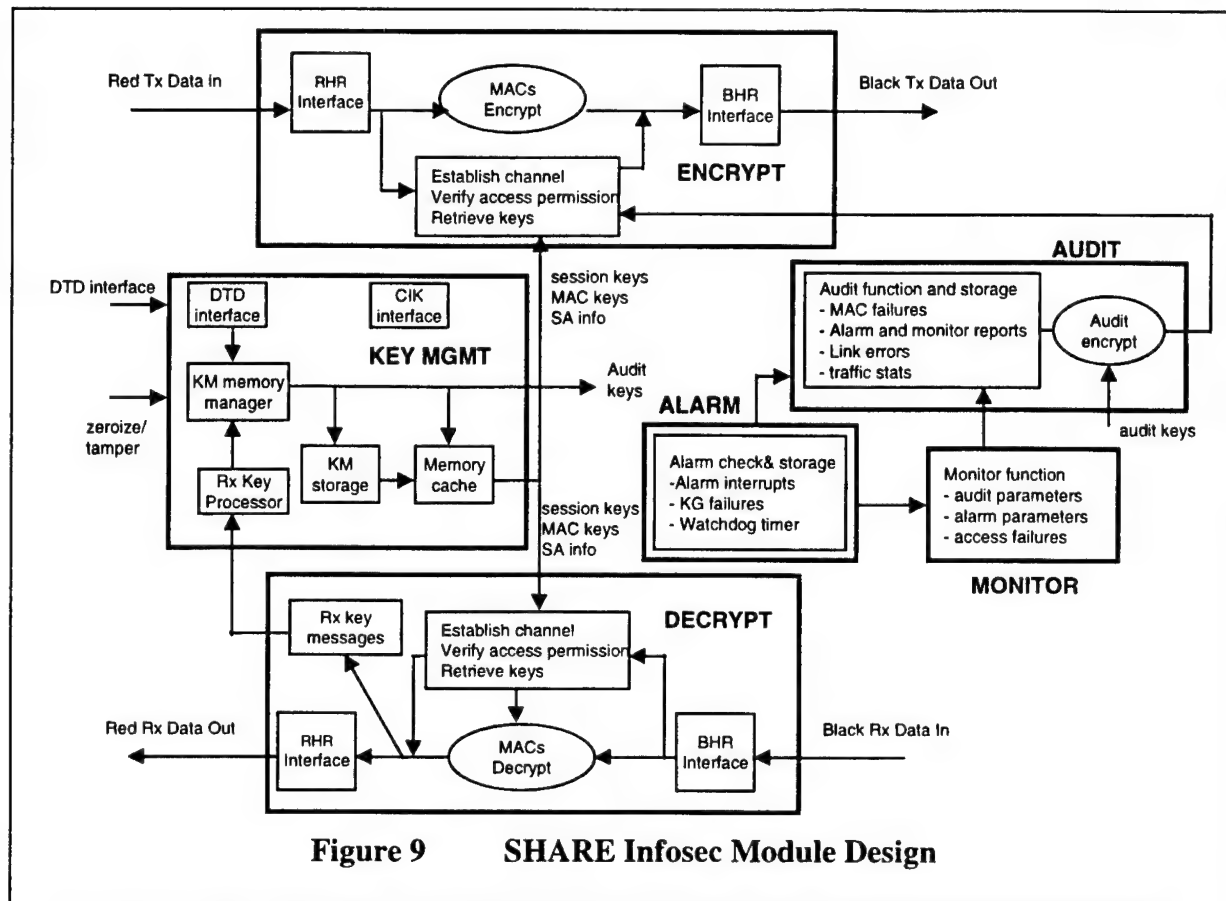 Red Tx Data In
RHR
Interface
MACs
Encrypt
BHR
Interface
Black Tx Data Out
Establish channel
Verify access permission
Retrieve keys
ENCRYPT
DTD interface
zeroize/
tamper
DTD
interface
CIK
interface
KEY MGMT
KM memory
manager
Rx Key
Processor
KM
storage
Memory
cache
session keys
MAC keys
SA info
Audit
keys
session keys
MAC keys
SA info
AUDIT
Audit function and storage
- MAC failures
- Alarm and monitor reports
- Link errors
- traffic stats
Audit
encrypt
audit keys
ALARM
Alarm check& storage
-Alarm interrupts
- KG failures
- Watchdog timer
Monitor function
- audit parameters
- alarm parameters
- access failures
MONITOR
Rx key
messages
Establish channel
Verify access permission
Retrieve keys
DECRYPT
Red Rx Data Out
RHR
Interface
MACs
Decrypt
BHR
Interface
Black Rx Data In
Figure 9 SHARE Infosec Module Design